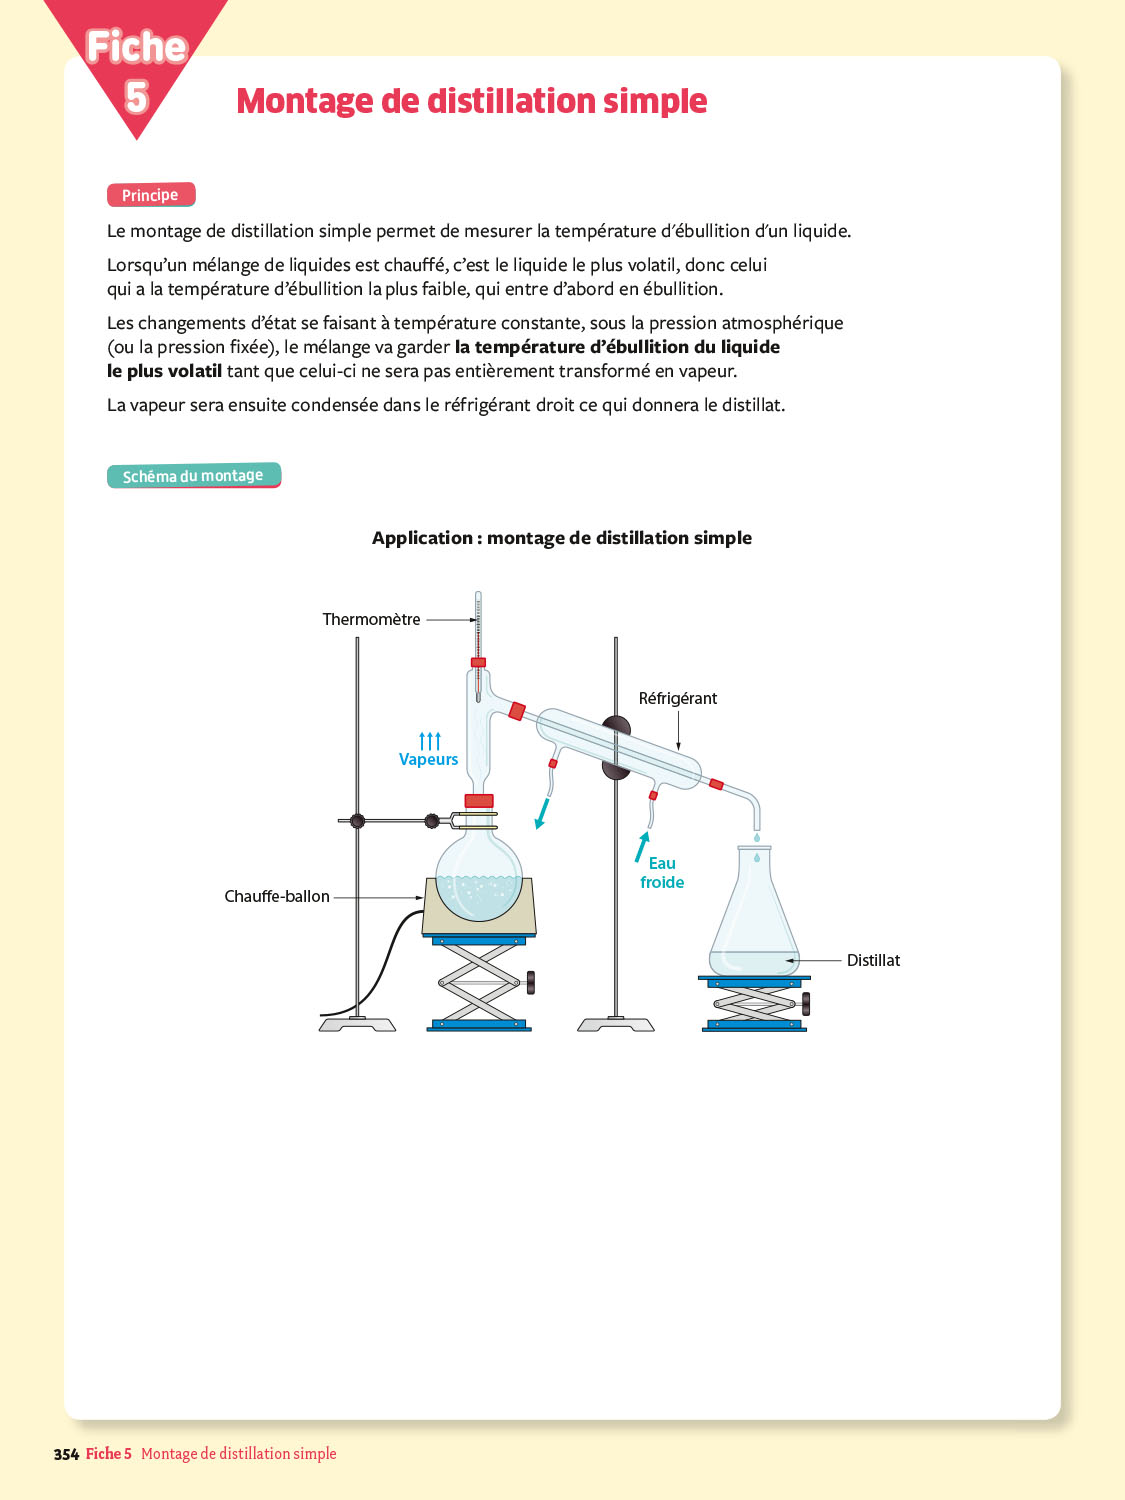 Fiche
5
Montage de distillation simple
Principe
Le montage de distillation simple permet de mesurer la température d'ébullition d'un liquide.
Lorsqu'un mélange de liquides est chauffé, c'est le liquide le plus volatil, donc celui
qui a la température d'ébullition la plus faible, qui entre d'abord en ébullition.
Les changements d'état se faisant à température constante, sous la pression atmosphérique
(ou la pression fixée), le mélange va garder la température d'ébullition du liquide
le plus volatil tant que celui-ci ne sera pas entièrement transformé en vapeur.
La vapeur sera ensuite condensée dans le réfrigérant droit ce qui donnera le distillat.
Schéma du montage
Application : montage de distillation simple
Thermomètre
Réfrigérant
Vapeurs
Eau
froide
Chauffe-ballon
Distillat
354 Fiche 5 Montage de distillation simple